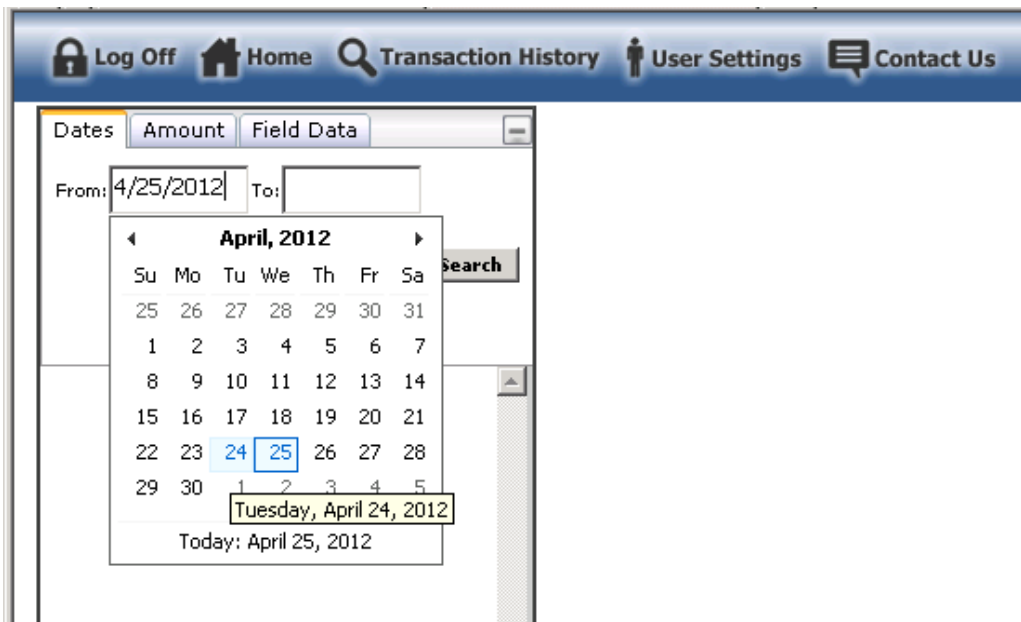 Log Off Home Transaction History User Settings Contact Us
Dates Amount Field Data
From: 4/25/2012 To:
April, 2012
Search
Su Mo Tu We Th Fr Sa
25 26 27 28 29 30 31
1 2 3 4 5 6 7
8 9 10 11 12 13 14
15 16 17 18 19 20 21
22 23 24 25 26 27 28
29 30 1 2 3 4 5
Tuesday, April 24, 2012
Today: April 25, 2012